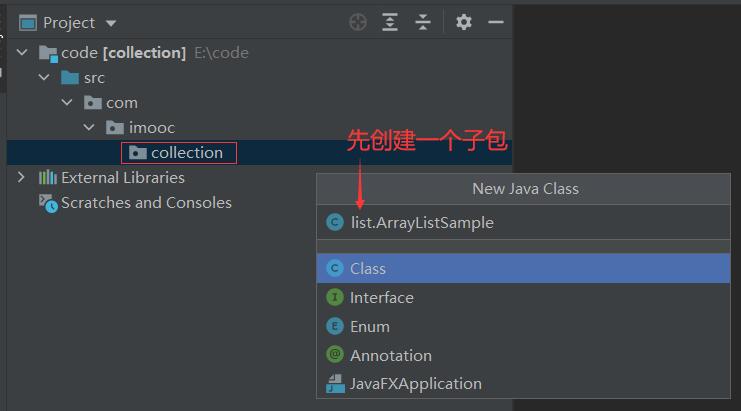 Project
code [collection] E:\code
src
com
imooc
collection
External Libraries
Scratches and Consoles
先创建一个子包
New Java Class
C list.ArrayListSample
C Class
I Interface
E Enum
@ Annotation
JavaFXApplication